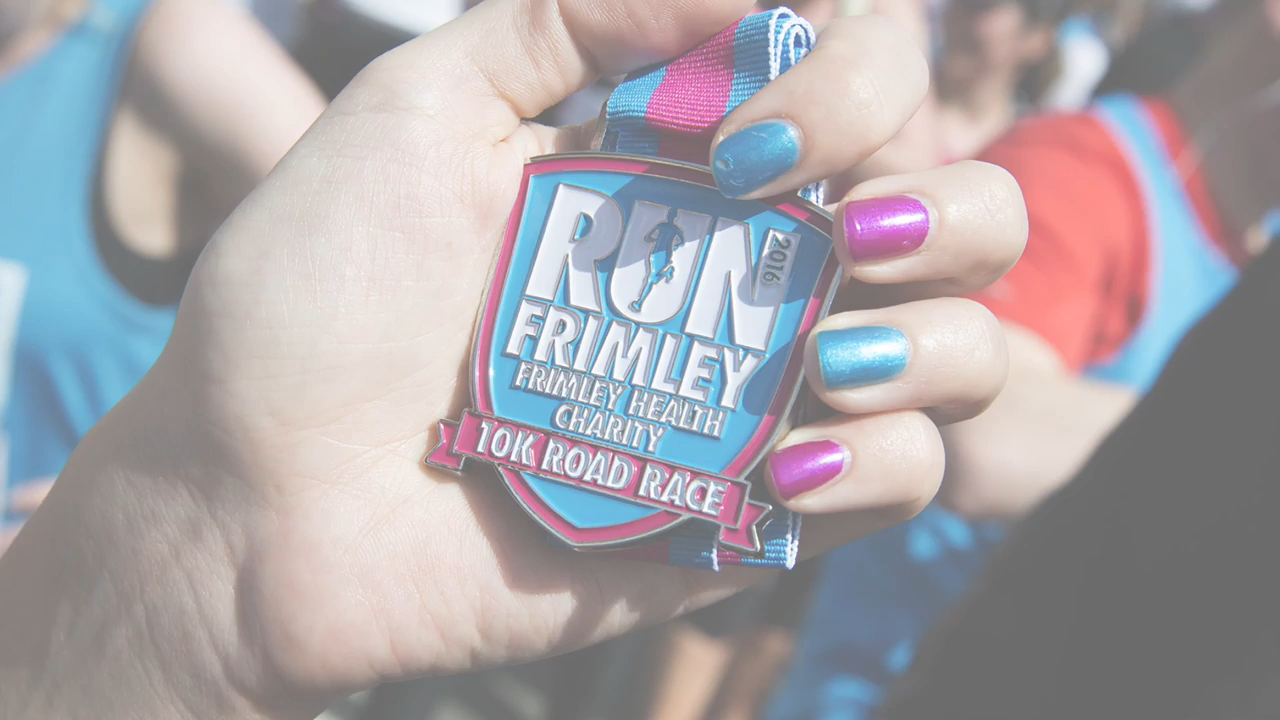 RUN
2016
FRIMLEY
FRIMLEY HEALTH
CHARITY
10K ROAD RACE